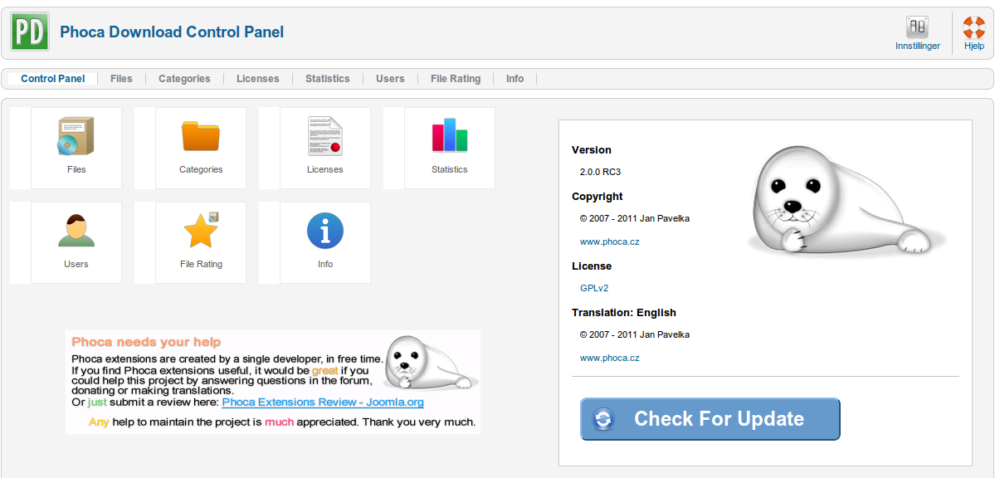 PD Phoca Download Control Panel
Innstillinger
Hjelp
Control Panel Files Categories Licenses Statistics Users File Rating Info
Files
Categories
Licenses
Statistics
Users
File Rating
Info
Phoca needs your help
Phoca extensions are created by a single developer, in free time.
If you find Phoca extensions useful, it would be great if you
could help this project by answering questions in the forum,
donating or making translations.
Or just submit a review here: Phoca Extensions Review - Joomla.org
Any help to maintain the project is much appreciated. Thank you very much.
Version
2.0.0 RC3
Copyright
© 2007 - 2011 Jan Pavelka
www.phoca.cz
License
GPLv2
Translation: English
© 2007 - 2011 Jan Pavelka
www.phoca.cz
Check For Update